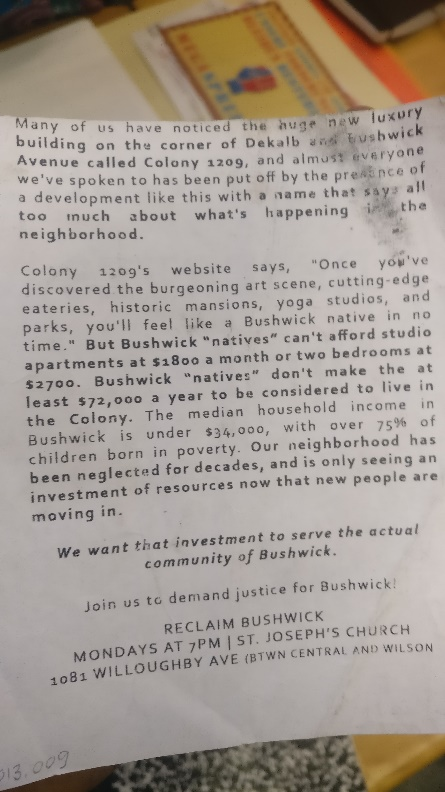 Many of us have noticed the huge new luxury
building on the corner of Dekalb and Bushwick
Avenue called Colony 1209, and almost everyone
we've spoken to has been put off by the presence of
a development like this with a name that says all
too much about what's happening in the
neighborhood.
Colony 1209's website says, "Once you've
discovered the burgeoning art scene, cutting-edge
eateries, historic mansions, yoga studios, and
parks, you'll feel like a Bushwick native in no
time." But Bushwick "natives" can't afford studio
apartments at $1800 a month or two bedrooms at
$2700. Bushwick "natives" don't make the at
least $72,000 a year to be considered to live in
the Colony. The median household income in
Bushwick is under $34,000, with over 75% of
children born in poverty. Our neighborhood has
been neglected for decades, and is only seeing an
investment of resources now that new people are
moving in.
We want that investment to serve the actual
community of Bushwick.
Join us to demand justice for Bushwick!
RECLAIM BUSHWICK
MONDAYS AT 7PM | ST. JOSEPH'S CHURCH
1081 WILLOUGHBY AVE (BTWN CENTRAL AND WILSON
013.009